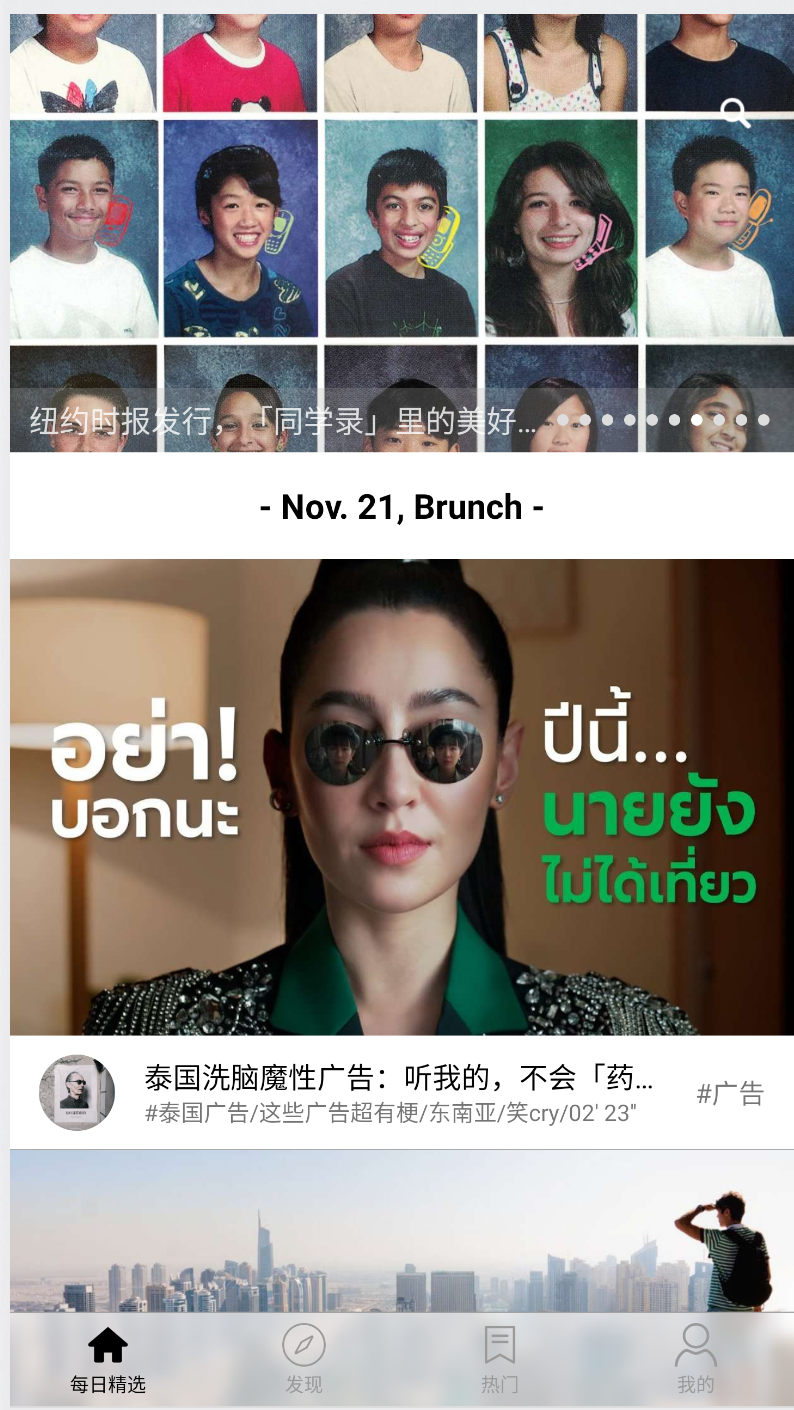 纽约时报发行，「同学录」里的美好...
- Nov. 21, Brunch -
อย่า!
บอกนะ
ปีนี้...
นายยัง
ไม่ได้เที่ยว
泰国洗脑魔性广告：听我的，不会「药...
#泰国广告/这些广告超有梗/东南亚/笑cry/02' 23"
#广告
每日精选
发现
热门
我的